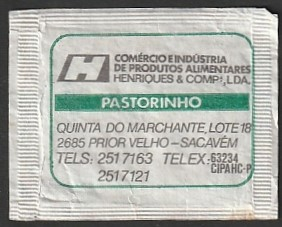 COMÉRCIO E INDÚSTRIA
DE PRODUTOS ALIMENTARES
HENRIQUES & COMPª, LDA.
PASTORINHO
QUINTA DO MARCHANTE, LOTE 18
2685 PRIOR VELHO - SACAVÉM
TELS: 2517163 TELEX: 63234
2517121 CIPAHC-P